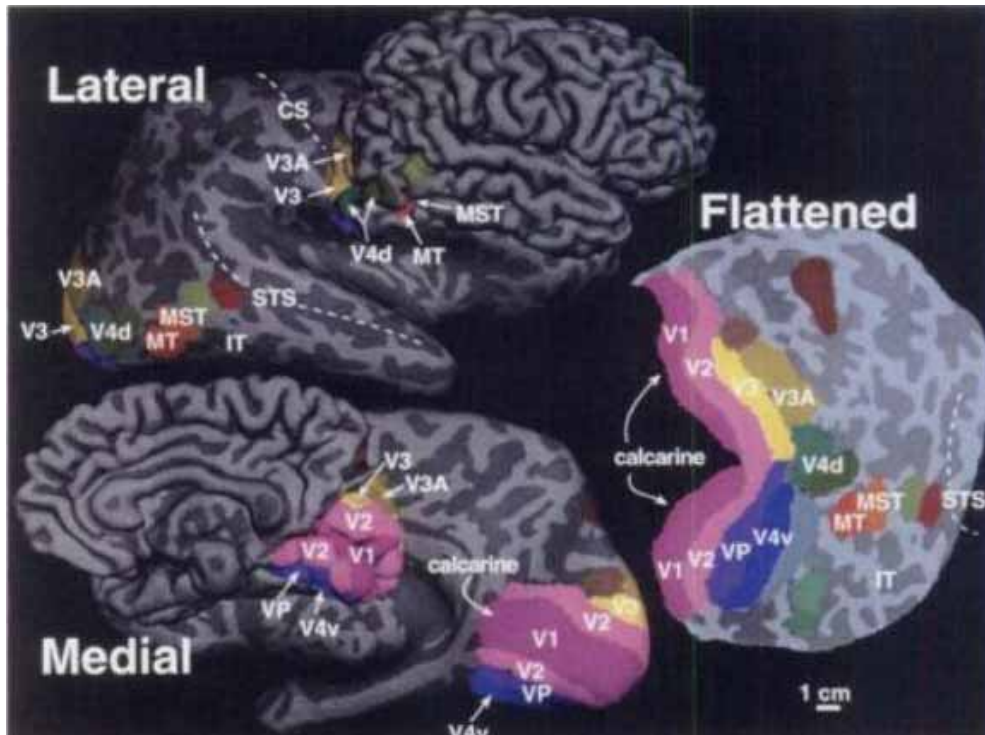 Lateral
CS
V3A
V3
V4d
MT
MST
V3A
V3
V4d
MST
MT
STS
IT
Medial
V3
V3A
V2
V2
V1
VP
V4v
calcarine
V1
V2
V3
V2
VP
V4v
Flattened
V1
V2
V3
V3A
calcarine
V4d
MST
MT
STS
V1
V2
VP
V4v
IT
1 cm